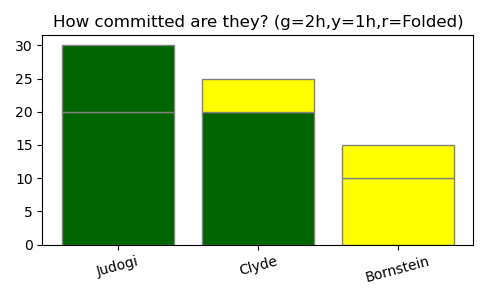 How committed are they? (g=2h,y=1h,r=Folded)
30
25
20
15
10
5
0
Judogi
Clyde
Bornstein